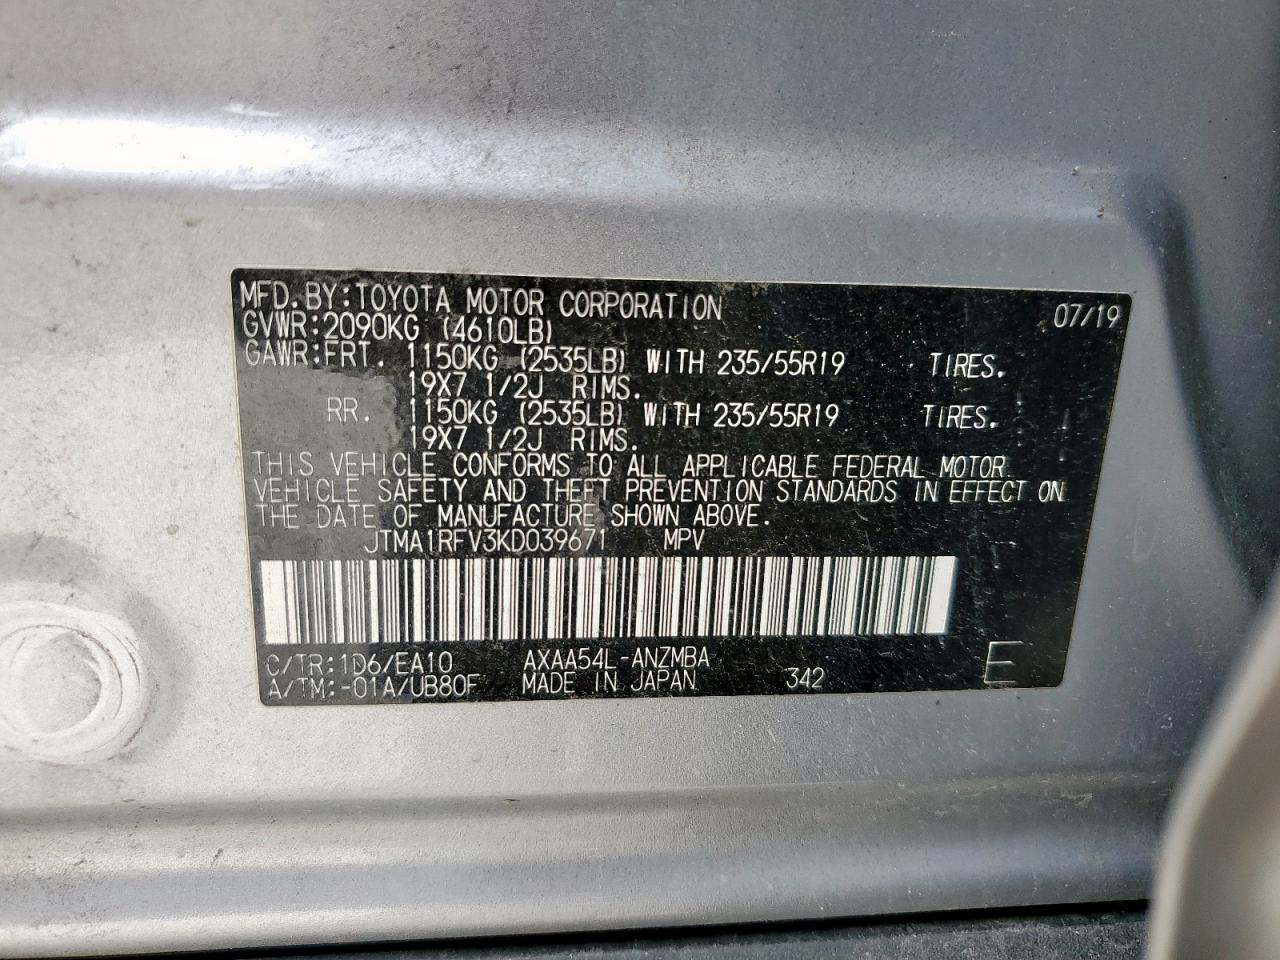 MFD.BY:TOYOTA MOTOR CORPORATION 07/19
GVWR:2090KG (4610LB)
GAWR:FRT. 1150KG (2535LB) WITH 235/55R19 TIRES.
19X7 1/2J RIMS.
RR. 1150KG (2535LB) WITH 235/55R19 TIRES.
19X7 1/2J RIMS.
THIS VEHICLE CONFORMS TO ALL APPLICABLE FEDERAL MOTOR
VEHICLE SAFETY AND THEFT PREVENTION STANDARDS IN EFFECT ON
THE DATE OF MANUFACTURE SHOWN ABOVE.
JTMA1RFV3KD039671 MPV
C/TR:1D6/EA10 AXAA54L-ANZMBA
A/TM:-01A/UB80F MADE IN JAPAN 342 E